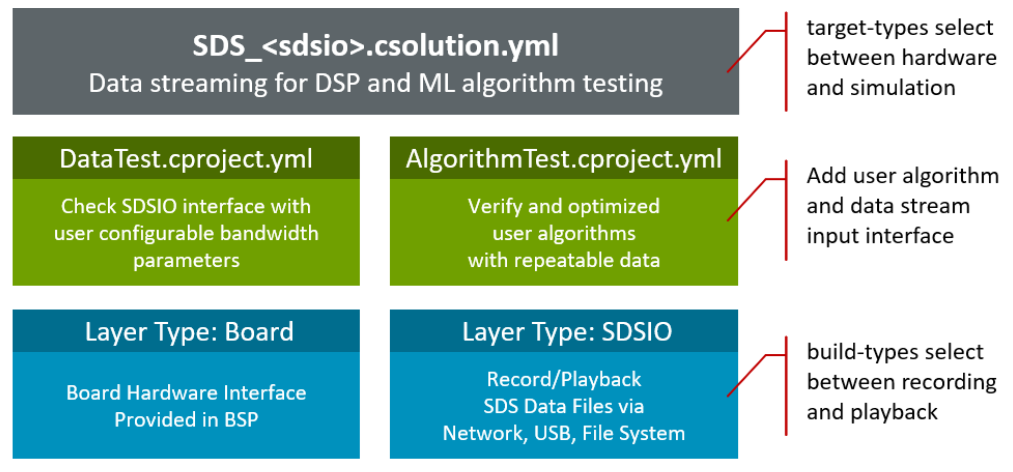 SDS_<sdsio>.csolution.yml
Data streaming for DSP and ML algorithm testing
target-types select
between hardware
and simulation
DataTest.cproject.yml
Check SDSIO interface with
user configurable bandwidth
parameters
AlgorithmTest.cproject.yml
Verify and optimized
user algorithms
with repeatable data
Add user algorithm
and data stream
input interface
Layer Type: Board
Board Hardware Interface
Provided in BSP
Layer Type: SDSIO
Record/Playback
SDS Data Files via
Network, USB, File System
build-types select
between recording
and playback